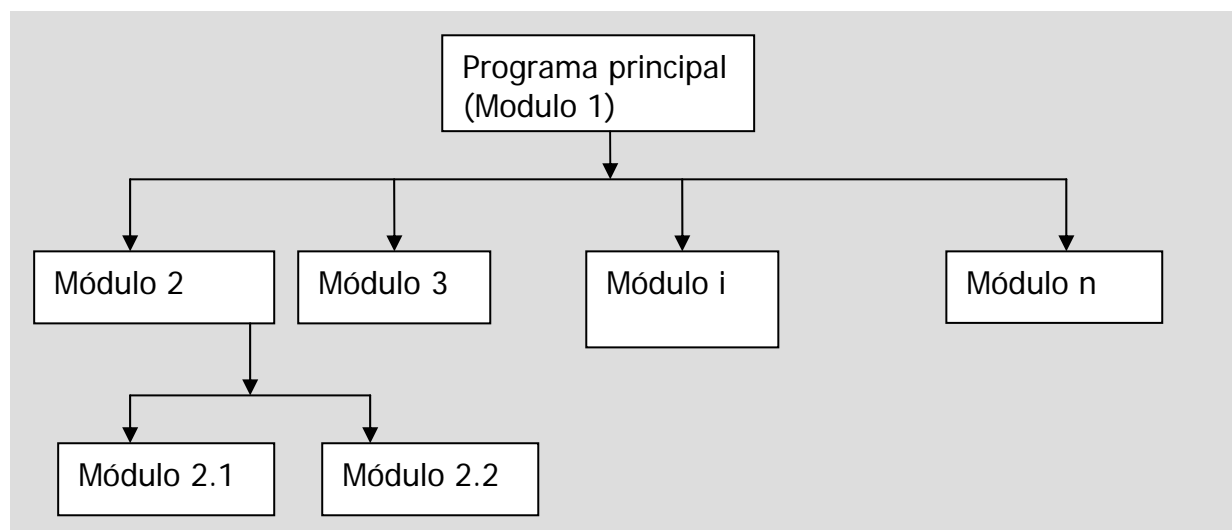 Programa principal
(Modulo 1)
Módulo 2
Módulo 3
Módulo i
Módulo n
Módulo 2.1
Módulo 2.2